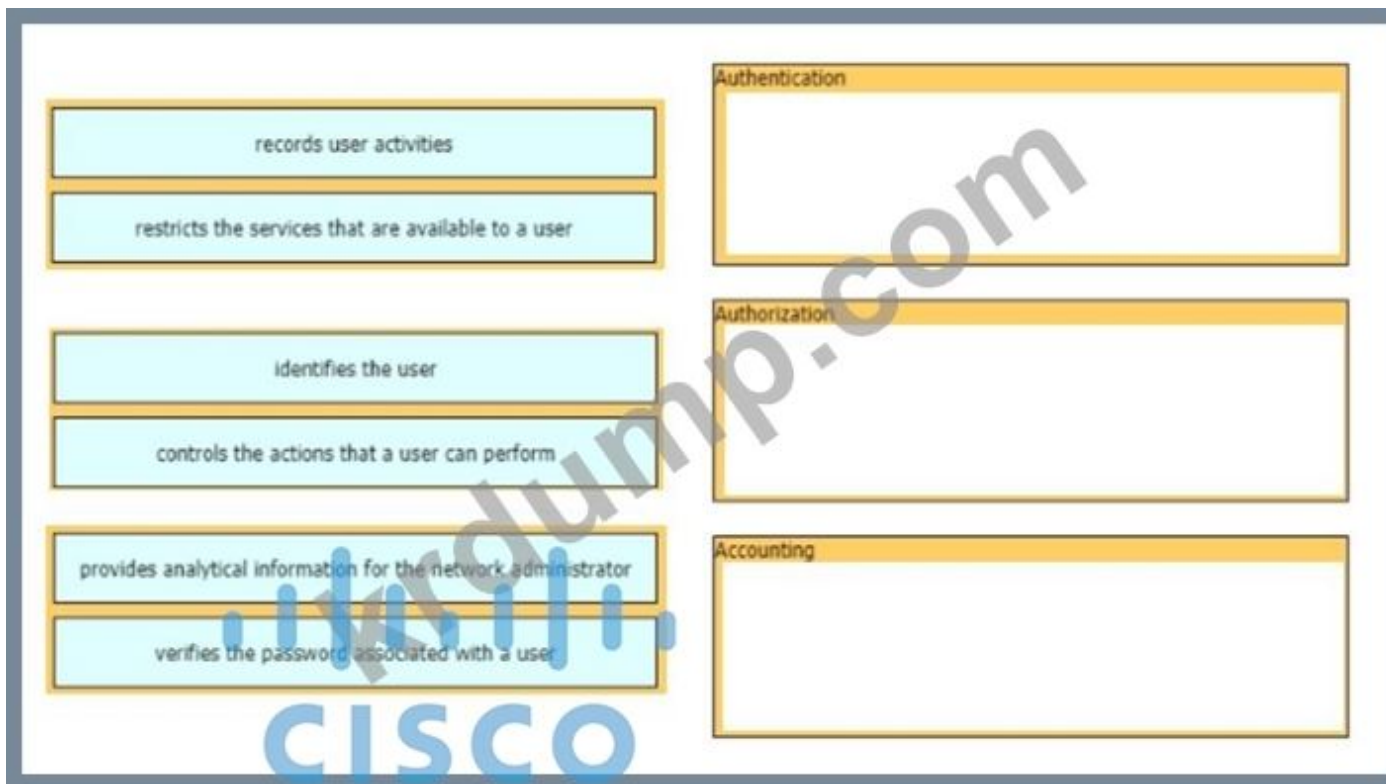 records user activities
restricts the services that are available to a user
identifies the user
controls the actions that a user can perform
provides analytical information for the network administrator
verifies the password associated with a user
Authentication
Authorization
Accounting
krdump.com
CISCO